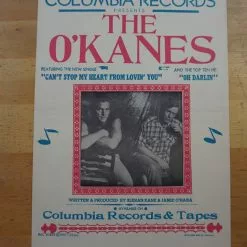 COLUMBIA RECORDS
PRESENTS
THE
O'KANES
FEATURING THE NEW SINGLE
AND THE TOP TEN HIT
"CAN'T STOP MY HEART FROM LOVIN' YOU"
"OH DARLIN'"
WRITTEN & PRODUCED BY KIERAN KANE & JAMIE O'HARA
AVAILABLE ON
Columbia Records & Tapes